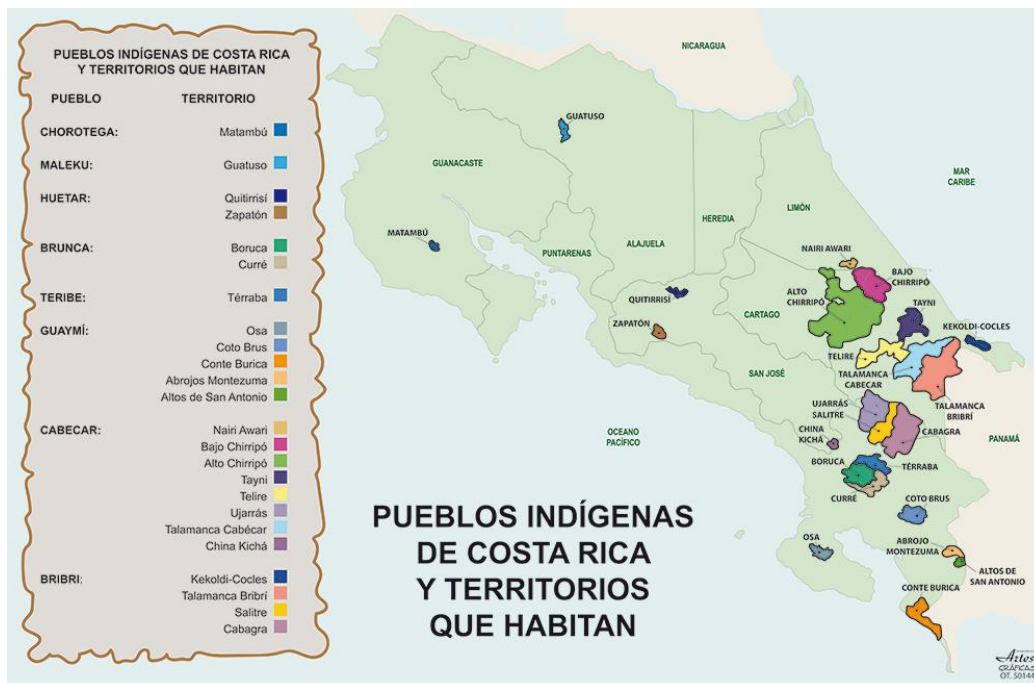 PUEBLOS INDÍGENAS DE COSTA RICA
Y TERRITORIOS QUE HABITAN
PUEBLO TERRITORIO
CHOROTEGA: Matambú
MALEKU: Guatuso
HUETAR: Quitirrisí
Zapatón
BRUNCA: Boruca
Curré
TERIBE: Térraba
GUAYMÍ: Osa
Coto Brus
Conte Burica
Abrojos Montezuma
Altos de San Antonio
CABECAR: Nairi Awari
Bajo Chirripó
Alto Chirripó
Tayni
Telire
Ujarrás
Talamanca Cabécar
China Kichá
BRIBRI: Kekoldi-Cocles
Talamanca Bribrí
Salitre
Cabagra
NICARAGUA
GUATUSO
GUANACASTE
MAR
CARIBE
LIMÓN
HEREDIA
MATAMBÚ
ALAJUELA
PUNTARENAS
NAIRI AWARI
BAJO
CHIRRIPÓ
ALTO
CHIRRIPÓ
QUITIRRISÍ
TAYNI
CARTAGO
ZAPATÓN
KEKOLDI-COCLES
TELIRE
TALAMANCA
CABECAR
SAN JOSÉ
TALAMANCA
BRIBRÍ
UJARRÁS
SALITRE
CHINA
KICHÁ
CABAGRA
OCEANO
PACÍFICO
PANAMÁ
BORUCA
TÉRRABA
CURRÉ
COTO BRUS
OSA
ABROJO
MONTEZUMA
ALTOS
DE SAN ANTONIO
CONTE BURICA
PUEBLOS INDÍGENAS
DE COSTA RICA
Y TERRITORIOS
QUE HABITAN
Artes
GRÁFICAS